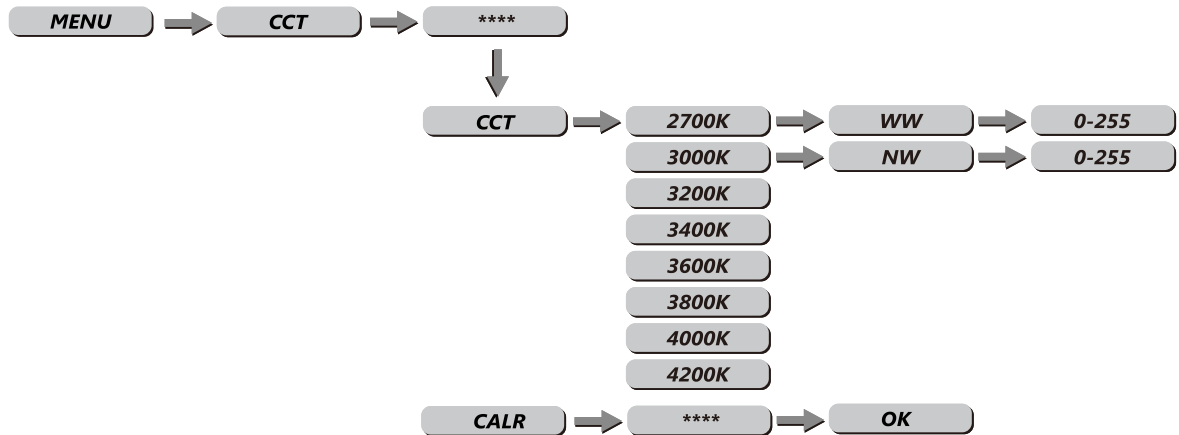 MENU CCT ****
CCT 2700K WW 0-255
3000K NW 0-255
3200K
3400K
3600K
3800K
4000K
4200K
CALR **** OK